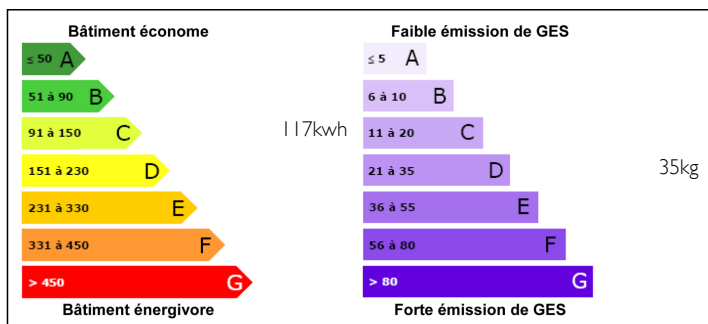 Bâtiment économe
≤ 50 A
51 à 90 B
91 à 150 C
117kwh
151 à 230 D
231 à 330 E
331 à 450 F
> 450 G
Bâtiment énergivore
Faible émission de GES
≤ 5 A
6 à 10 B
11 à 20 C
21 à 35 D
35kg
36 à 55 E
56 à 80 F
> 80 G
Forte émission de GES